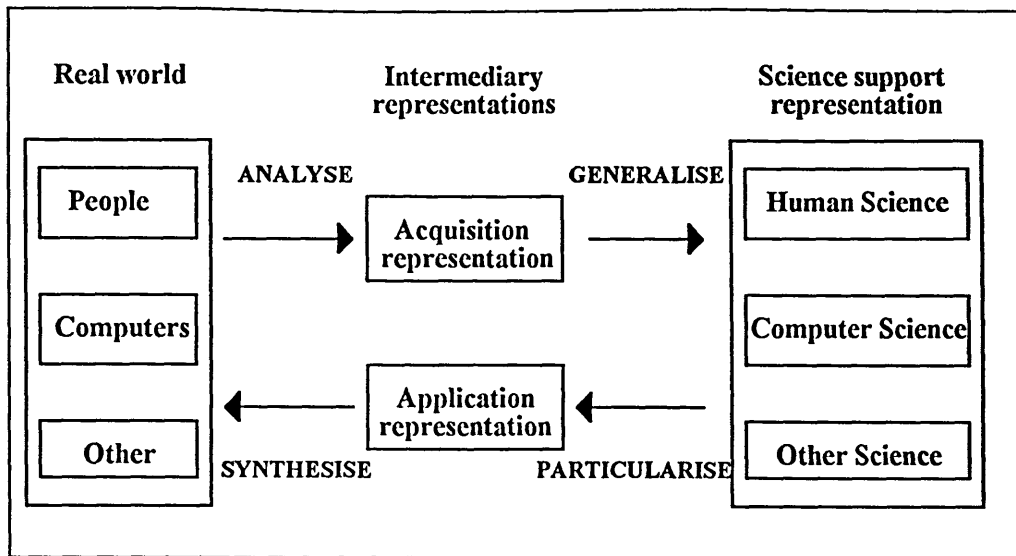 Real world
Intermediary
representations
Science support
representation
People
Computers
Other
ANALYSE
Acquisition
representation
GENERALISE
Application
representation
SYNTHESISE
PARTICULARISE
Human Science
Computer Science
Other Science